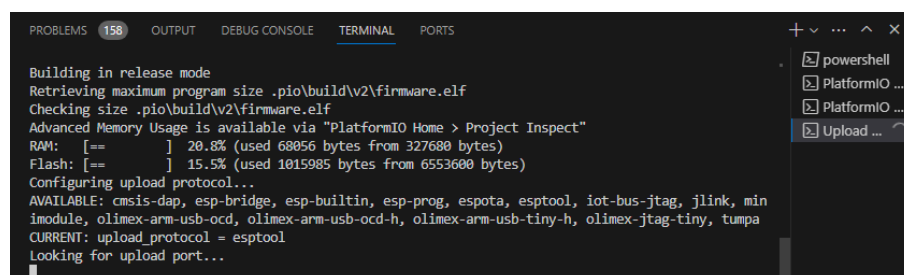 PROBLEMS 158 OUTPUT DEBUG CONSOLE TERMINAL PORTS
Building in release mode
Retrieving maximum program size .pio\build\v2\firmware.elf
Checking size .pio\build\v2\firmware.elf
Advanced Memory Usage is available via "PlatformIO Home > Project Inspect"
RAM:   [==        ]  20.8% (used 68056 bytes from 327680 bytes)
Flash: [==        ]  15.5% (used 1015985 bytes from 6553600 bytes)
Configuring upload protocol...
AVAILABLE: cmsis-dap, esp-bridge, esp-builtin, esp-prog, espota, esptool, iot-bus-jtag, jlink, min
imodule, olimex-arm-usb-ocd, olimex-arm-usb-ocd-h, olimex-arm-usb-tiny-h, olimex-jtag-tiny, tumpa
CURRENT: upload_protocol = esptool
Looking for upload port...
powershell
PlatformIO ...
PlatformIO ...
Upload ...